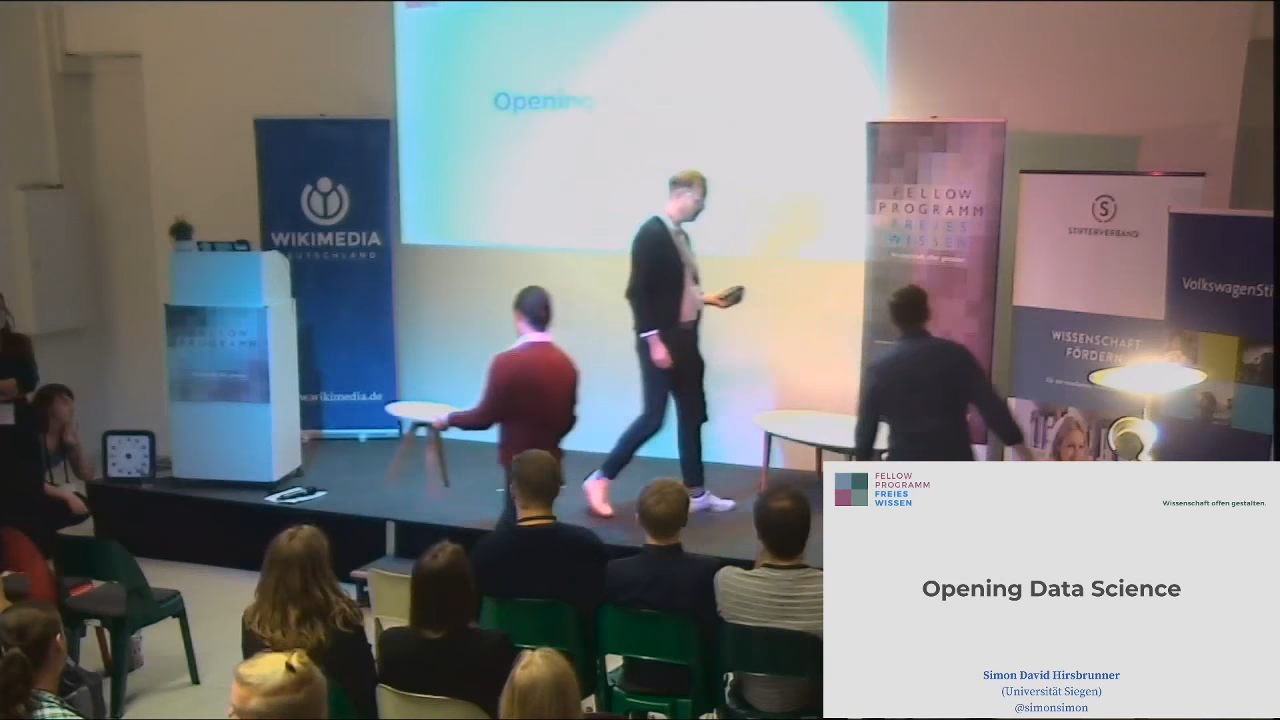 Opening
WIKIMEDIA
DEUTSCHLAND
www.wikimedia.de
FELLOW
PROGRAMM
FREIES
WISSEN
STIFTERVERBAND
WISSENSCHAFT
FÖRDERN
VolkswagenSti
FELLOW
PROGRAMM
FREIES
WISSEN
Wissenschaft offen gestalten.
Opening Data Science
Simon David Hirsbrunner
(Universität Siegen)
@simonsimon